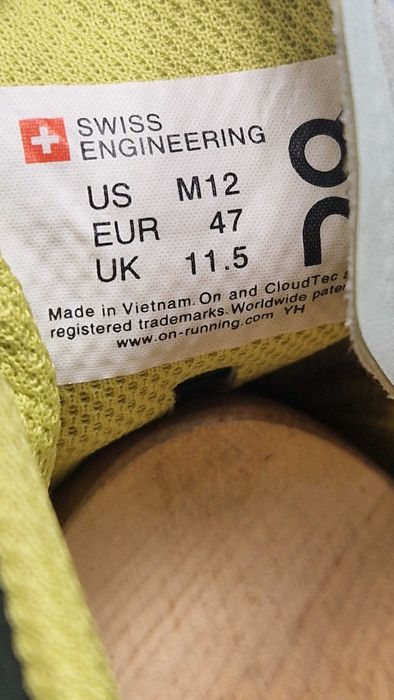 SWISS
ENGINEERING
US M12
EUR 47
UK 11.5
Made in Vietnam. On and CloudTec
registered trademarks. Worldwide
www.on-running.com YH